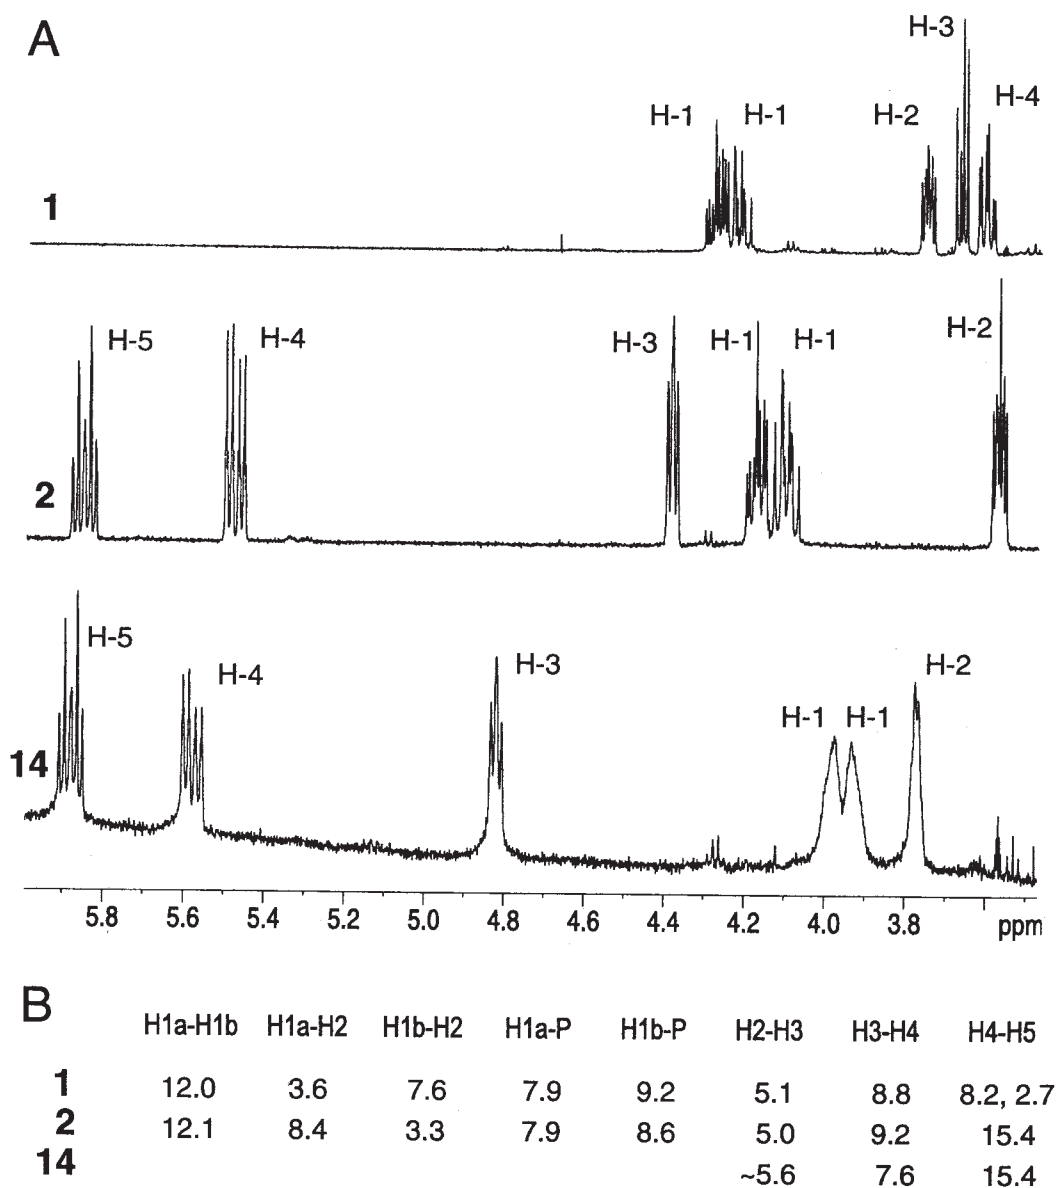 A
H-3
H-4
H-1 H-1 H-2
1
H-5 H-4 H-3 H-1 H-1 H-2
2
H-5 H-4 H-3 H-2
H-1 H-1
14
5.8 5.6 5.4 5.2 5.0 4.8 4.6 4.4 4.2 4.0 3.8 ppm
B
H1a-H1b H1a-H2 H1b-H2 H1a-P H1b-P H2-H3 H3-H4 H4-H5
1 12.0 3.6 7.6 7.9 9.2 5.1 8.8 8.2, 2.7
2 12.1 8.4 3.3 7.9 8.6 5.0 9.2 15.4
14 ~5.6 7.6 15.4